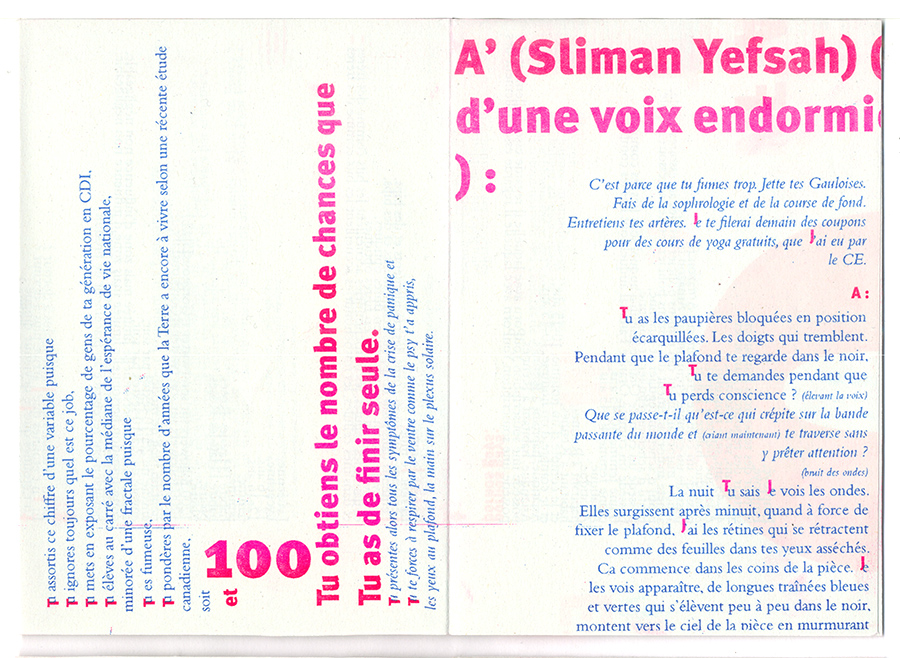 Tu assortis ce chiffre d'une variable puisque
Tu ignores toujours quel est ce job,
Tu mets en exposant le pourcentage de gens de ta génération en CDI,
Tu élèves au carré avec la médiane de l'espérance de vie nationale,
minorée d'une fractale puisque
Tu es fumeuse,
Tu pondères par le nombre d'années que la Terre a encore à vivre selon une récente étude
canadienne,
soit
et 100
Tu obtiens le nombre de chances que
Tu as de finir seule.
Tu présentes alors tous les symptômes de la crise de panique et
Tu te forces à respirer par le ventre comme le psy t'a appris,
les yeux au plafond, la main sur le plexus solaire.
A' (Sliman Yefsah) (
d'une voix endormie
) :
C'est parce que tu fumes trop. Jette tes Gauloises.
Fais de la sophrologie et de la course de fond.
Entretiens tes artères. Je te filerai demain des coupons
pour des cours de yoga gratuits, que J'ai eu par
le CE.
A :
Tu as les paupières bloquées en position
écarquillées. Les doigts qui tremblent.
Pendant que le plafond te regarde dans le noir,
Tu te demandes pendant que
Tu perds conscience ? (élevant la voix)
Que se passe-t-il qu'est-ce qui crépite sur la bande
passante du monde et (criant maintenant) te traverse sans
y prêter attention ?
(bruit des ondes)
La nuit Tu sais Je vois les ondes.
Elles surgissent après minuit, quand à force de
fixer le plafond, J'ai les rétines qui se rétractent
comme des feuilles dans tes yeux asséchés.
Ca commence dans les coins de la pièce. Je
les vois apparaître, de longues traînées bleues
et vertes qui s'élèvent peu à peu dans le noir,
montent vers le ciel de la pièce en murmurant